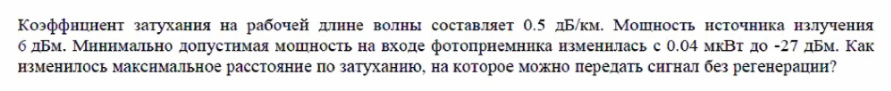 Коэффициент затухания на рабочей длине волны составляет 0.5 дБ/км. Мощность источника излучения
6 дБм. Минимально допустимая мощность на входе фотоприемника изменилась с 0.04 мкВт до -27 дБм. Как
изменилось максимальное расстояние по затуханию, на которое можно передать сигнал без регенерации?